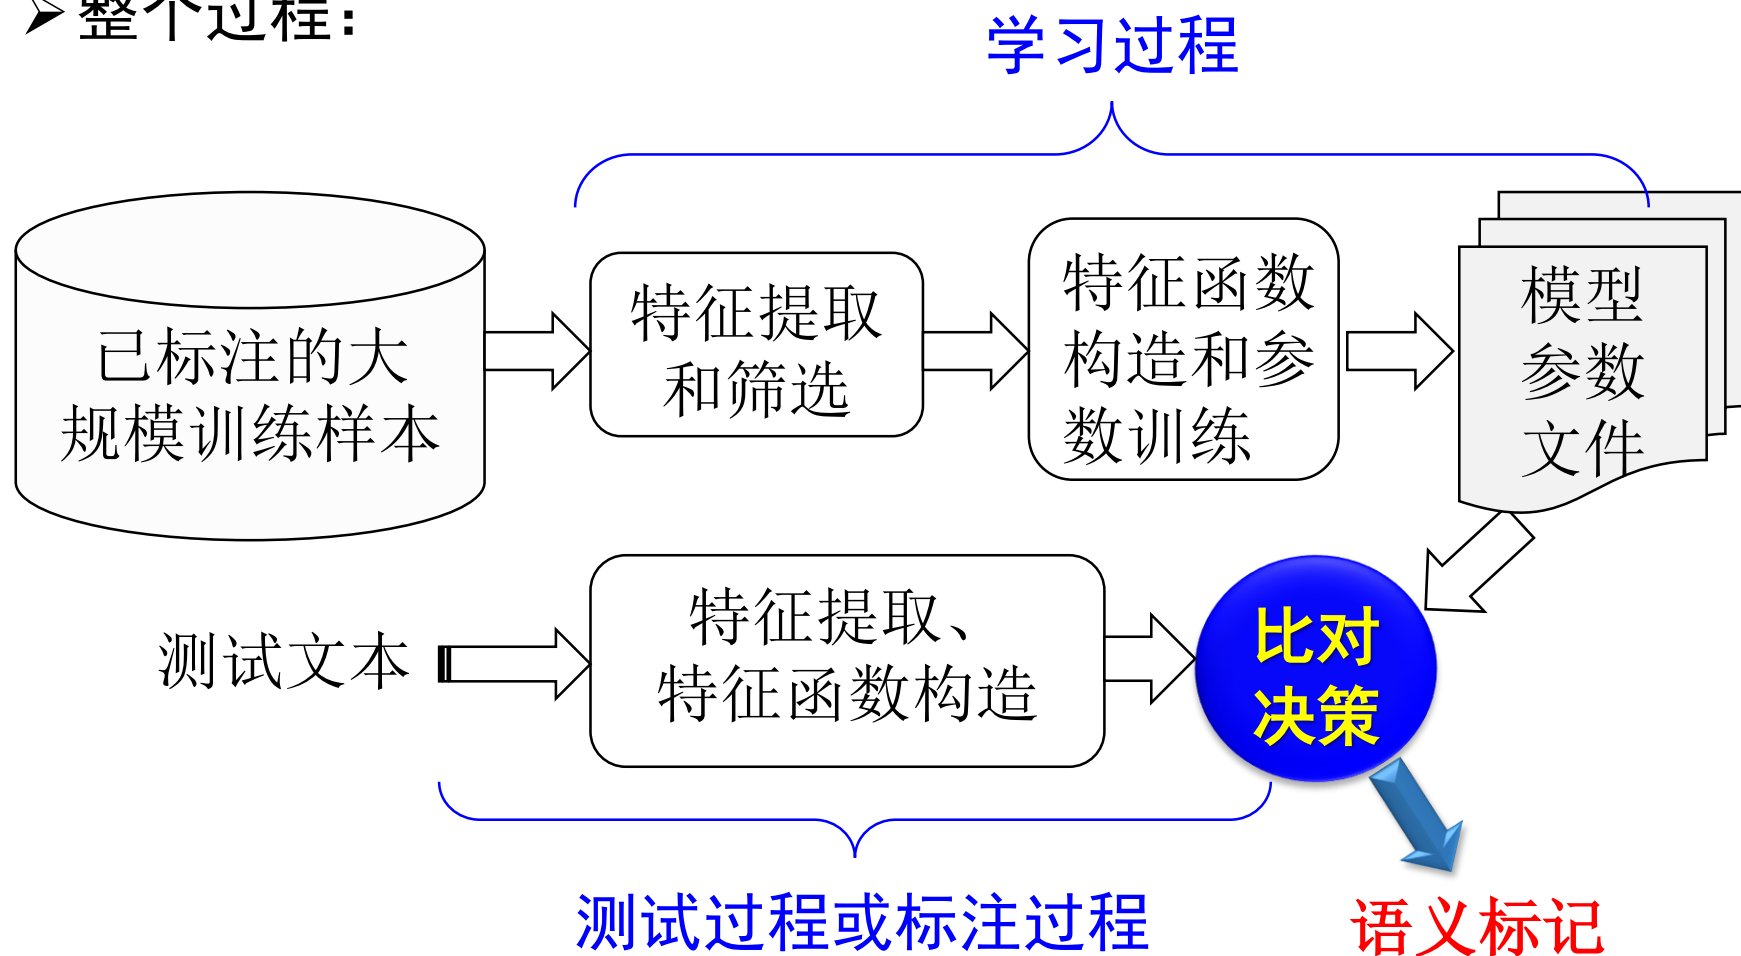 ➢整个过程：
学习过程
已标注的大
规模训练样本
特征提取
和筛选
特征函数
构造和参
数训练
模型
参数
文件
测试文本
特征提取、
特征函数构造
比对
决策
测试过程或标注过程
语义标记